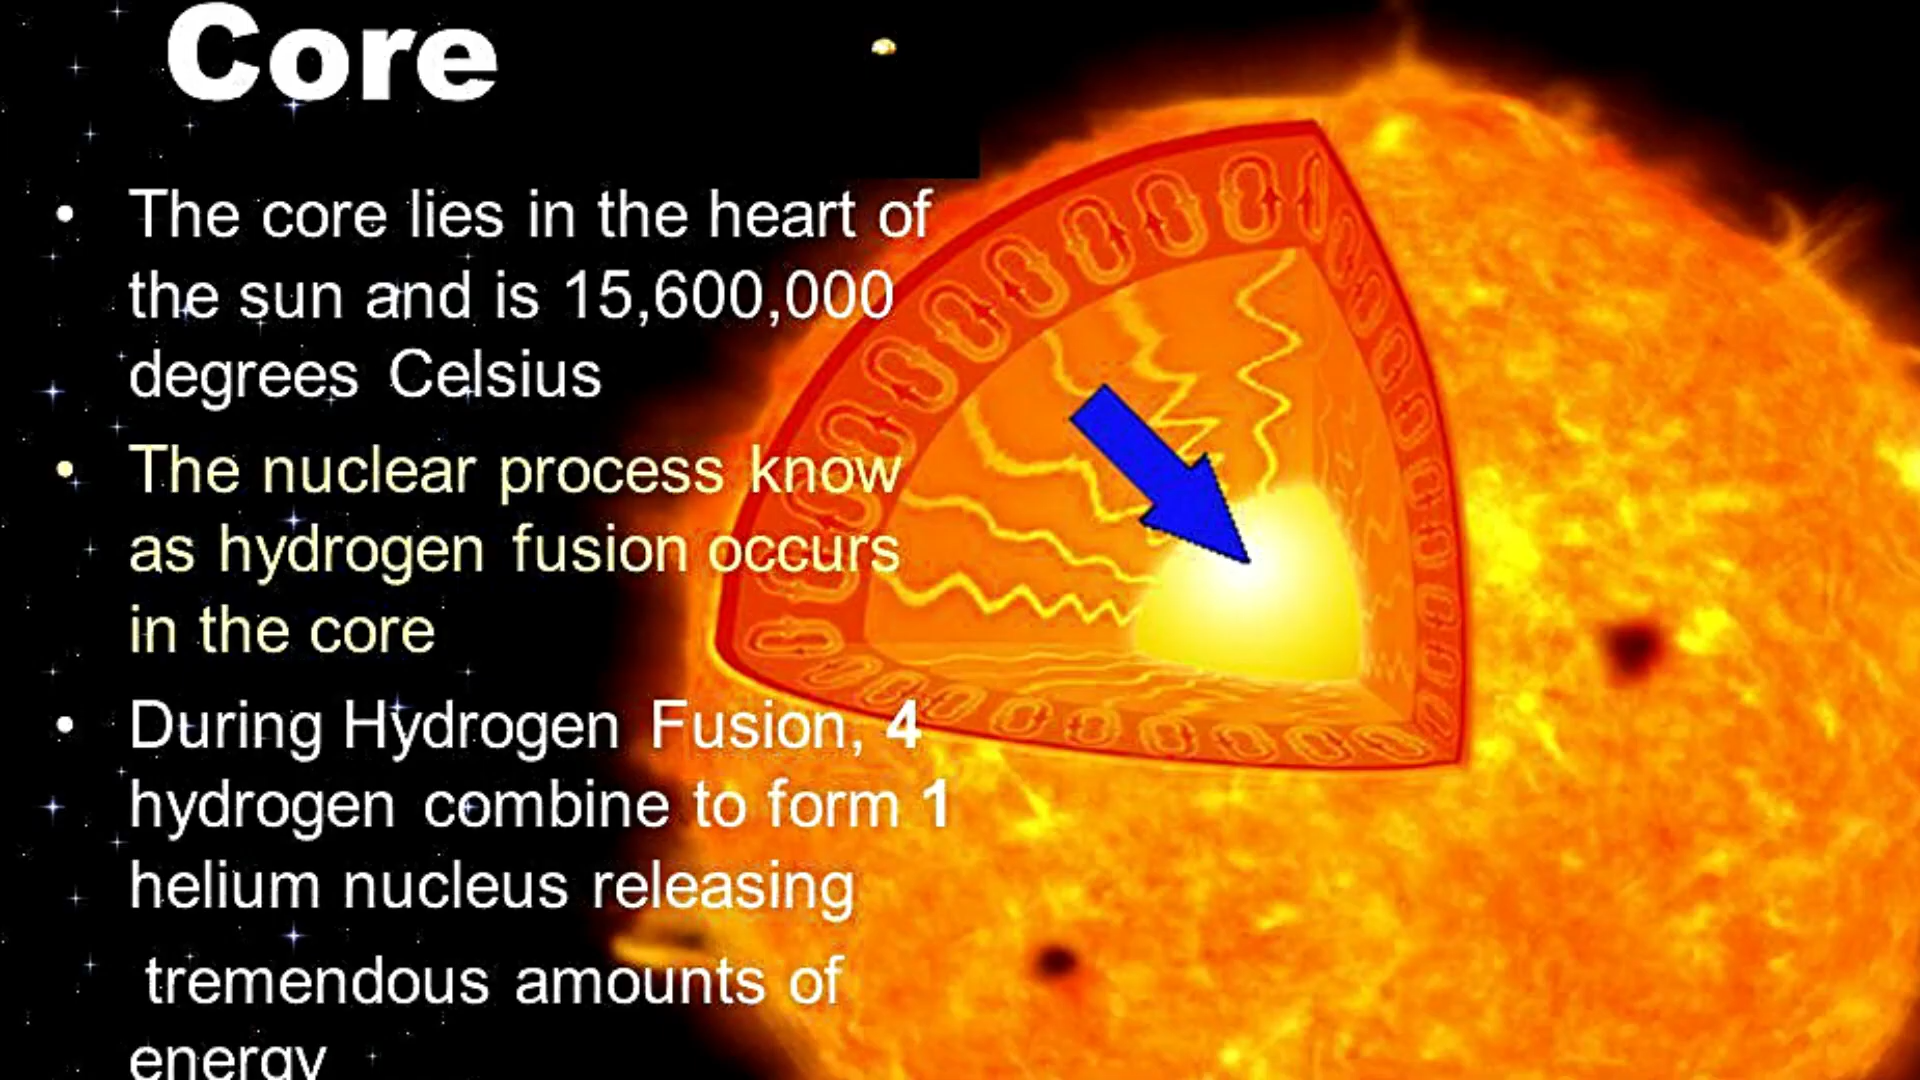 Core
• The core lies in the heart of
the sun and is 15,600,000
degrees Celsius
• The nuclear process know
as hydrogen fusion occurs
in the core
• During Hydrogen Fusion, 4
hydrogen combine to form 1
helium nucleus releasing
tremendous amounts of
energy